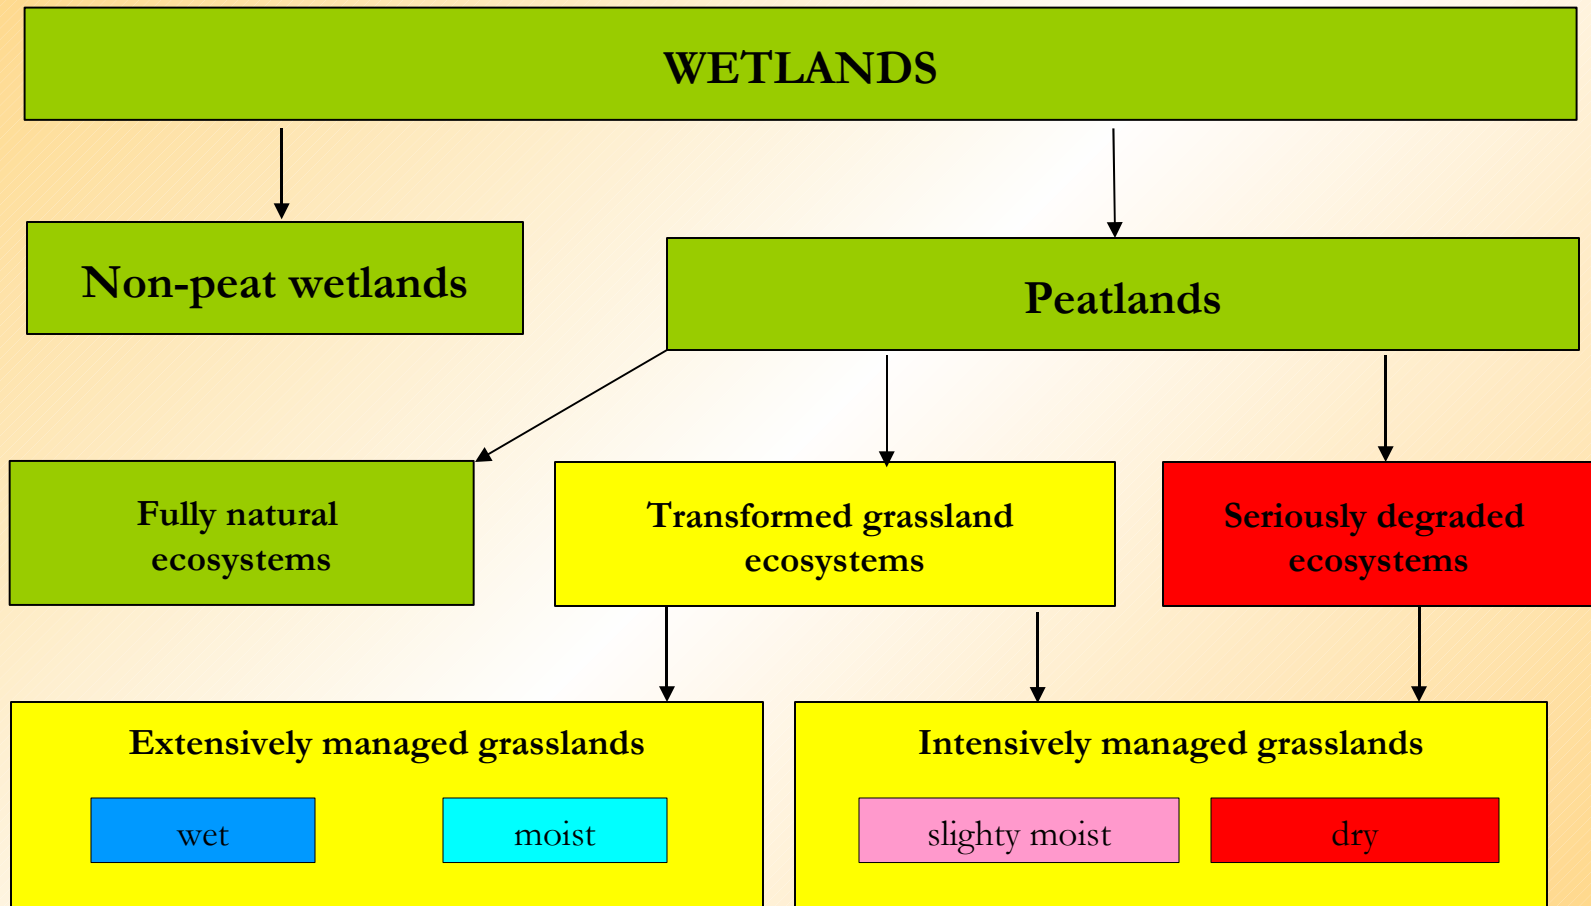 WETLANDS
Non-peat wetlands
Peatlands
Fully natural
ecosystems
Transformed grassland
ecosystems
Seriously degraded
ecosystems
Extensively managed grasslands
wet
moist
Intensively managed grasslands
slighty moist
dry